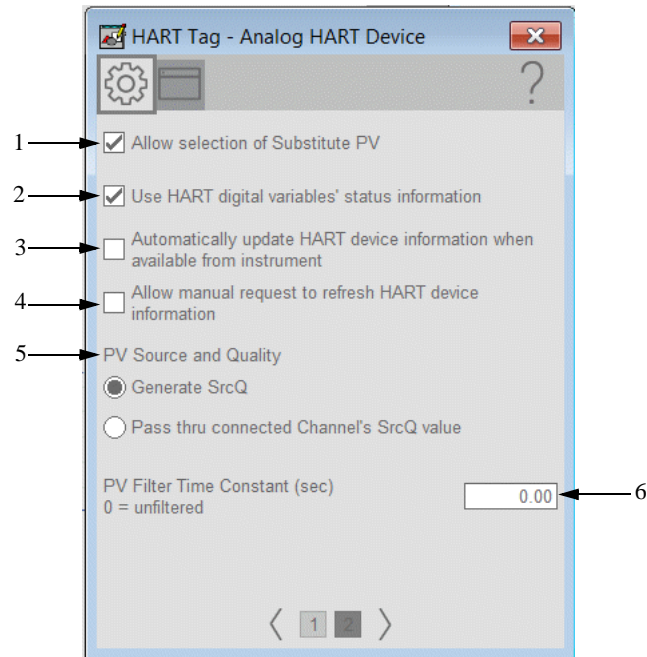 HART Tag - Analog HART Device
?
1
Allow selection of Substitute PV
2
Use HART digital variables' status information
3
Automatically update HART device information when
available from instrument
4
Allow manual request to refresh HART device
information
5
PV Source and Quality
Generate SrcQ
Pass thru connected Channel's SrcQ value
PV Filter Time Constant (sec)
0 = unfiltered
0.00
6
1 2